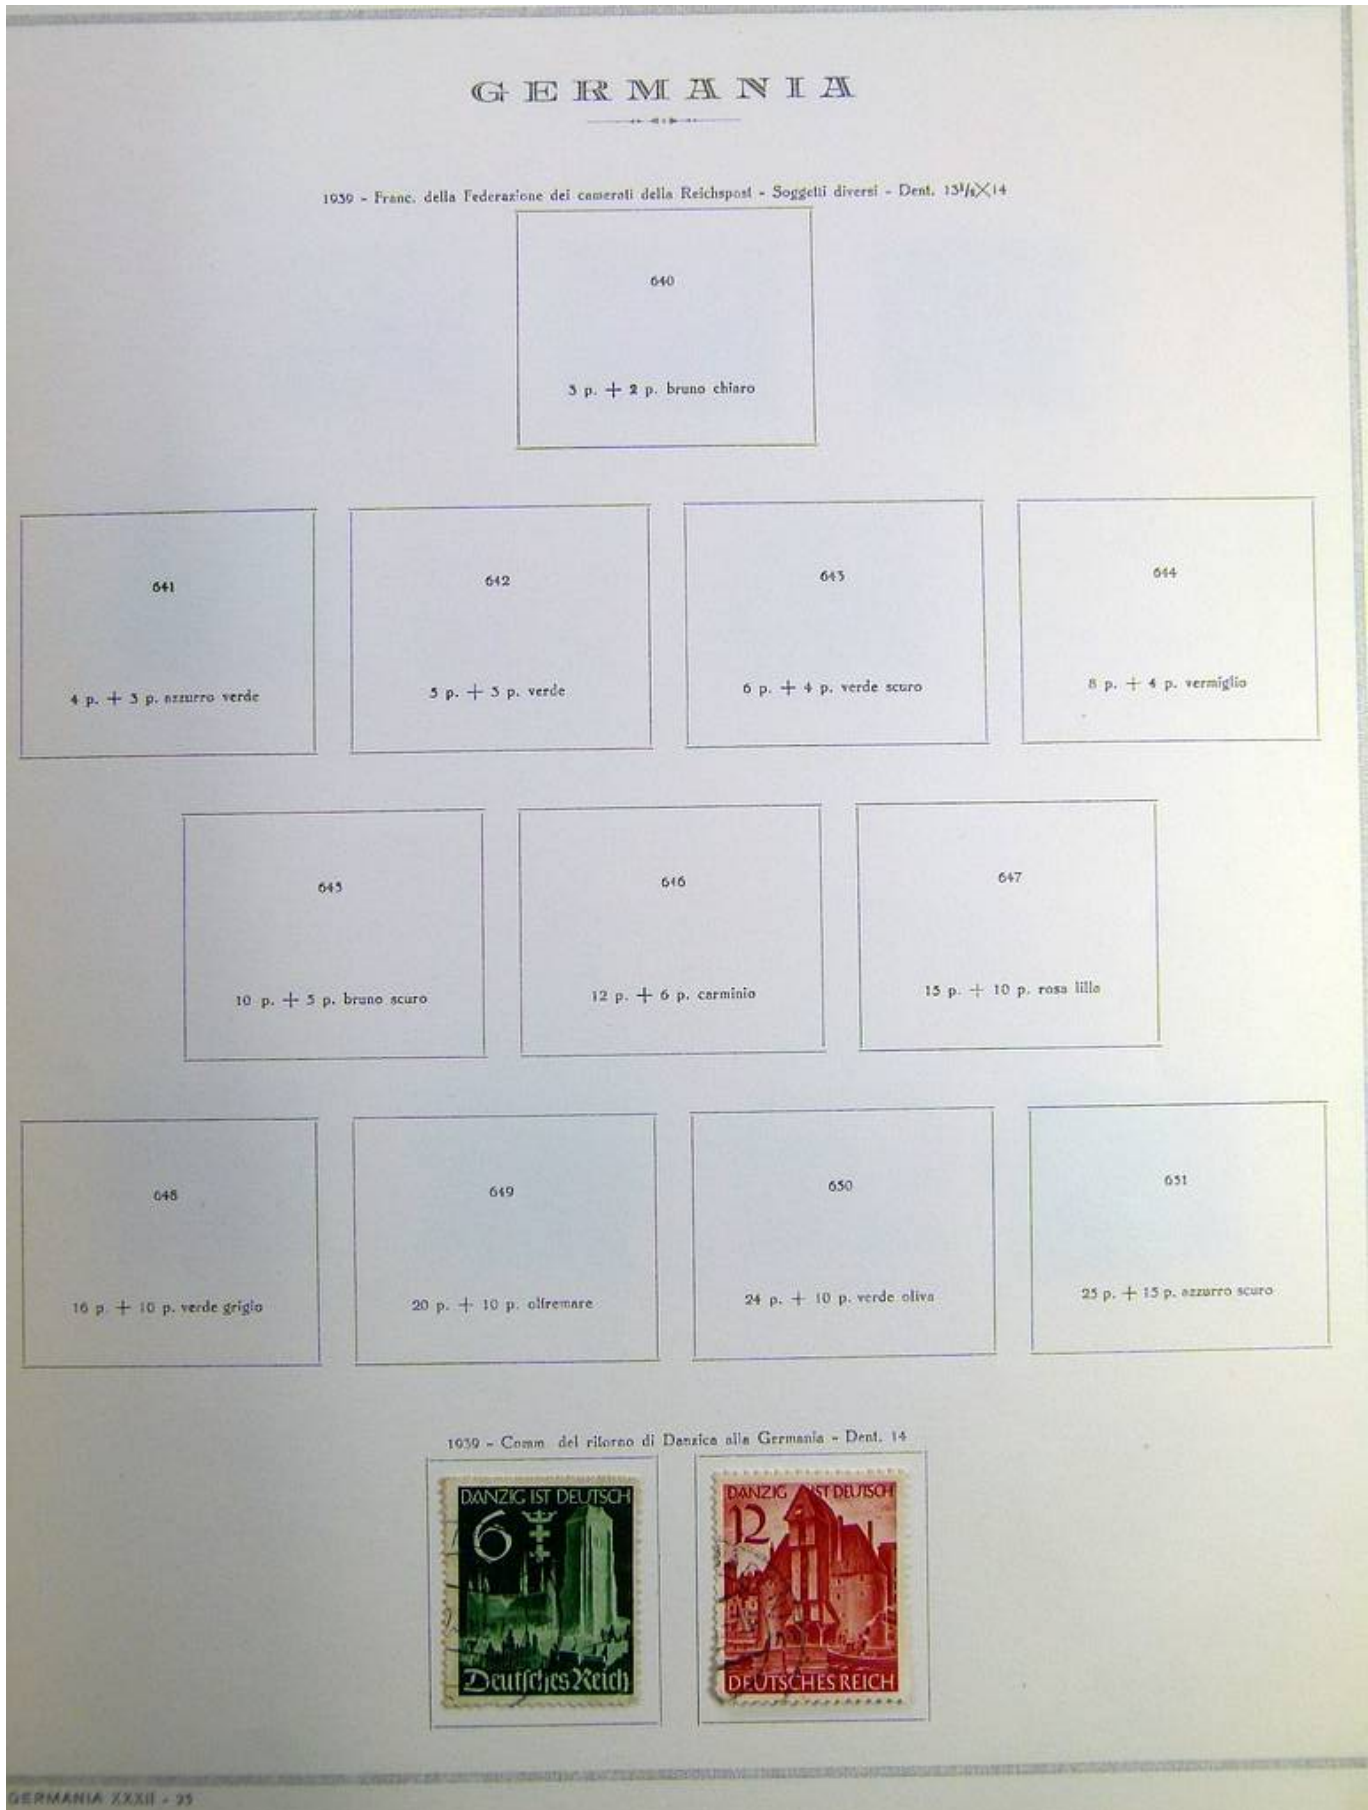 GERMANIA
1939 - Franc. della Federazione dei camerati della Reichspost - Soggetti diversi - Dent. 13¹/₂×14
640
3 p. + 2 p. bruno chiaro
641
642
643
644
4 p. + 3 p. azzurro verde
5 p. + 3 p. verde
6 p. + 4 p. verde scuro
8 p. + 4 p. vermiglio
645
646
647
10 p. + 5 p. bruno scuro
12 p. + 6 p. carminio
15 p. + 10 p. rosa lilla
648
649
650
651
16 p. + 10 p. verde grigio
20 p. + 10 p. oltremare
24 p. + 10 p. verde oliva
25 p. + 15 p. azzurro scuro
1939 - Comm. del ritorno di Danzica alla Germania - Dent. 14
DANZIG IST DEUTSCH
6
Deutsches Reich
DANZIG IST DEUTSCH
12
DEUTSCHES REICH
GERMANIA XXXII - 25